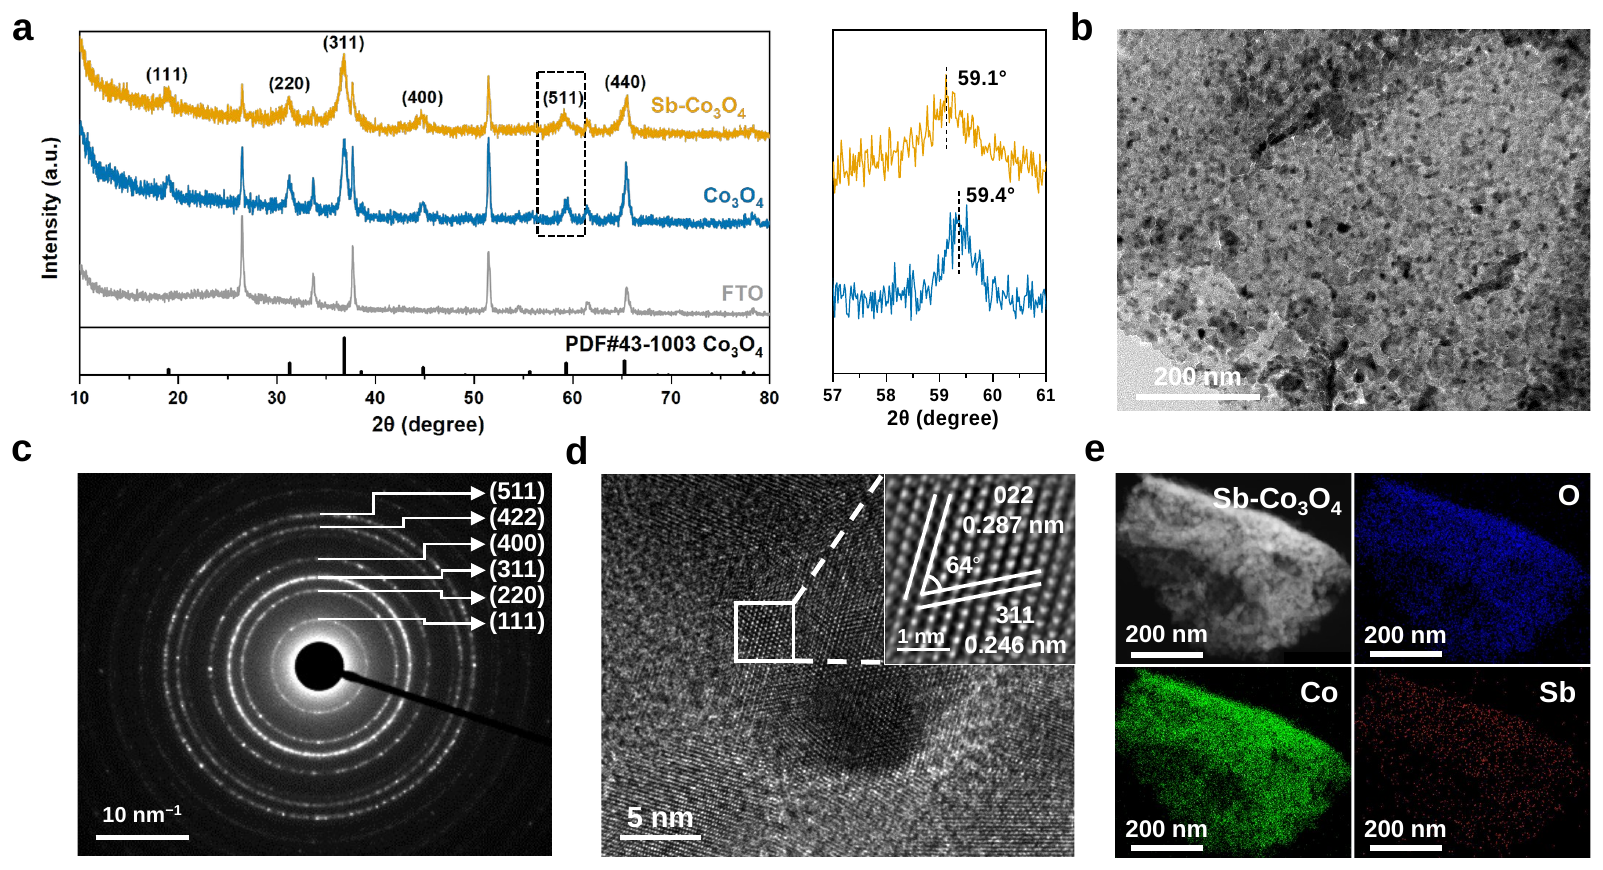 a
Intensity (a.u.)
(111)
(220)
(311)
(400)
(511)
(440)
Sb-Co₃O₄
Co₃O₄
FTO
PDF#43-1003 Co₃O₄
10 20 30 40 50 60 70 80
2θ (degree)
59.1°
59.4°
57 58 59 60 61
2θ (degree)
b
200 nm
c
(511)
(422)
(400)
(311)
(220)
(111)
10 nm⁻¹
d
022
0.287 nm
64°
311
1 nm 0.246 nm
5 nm
e
Sb-Co₃O₄
200 nm
O
200 nm
Co
200 nm
Sb
200 nm